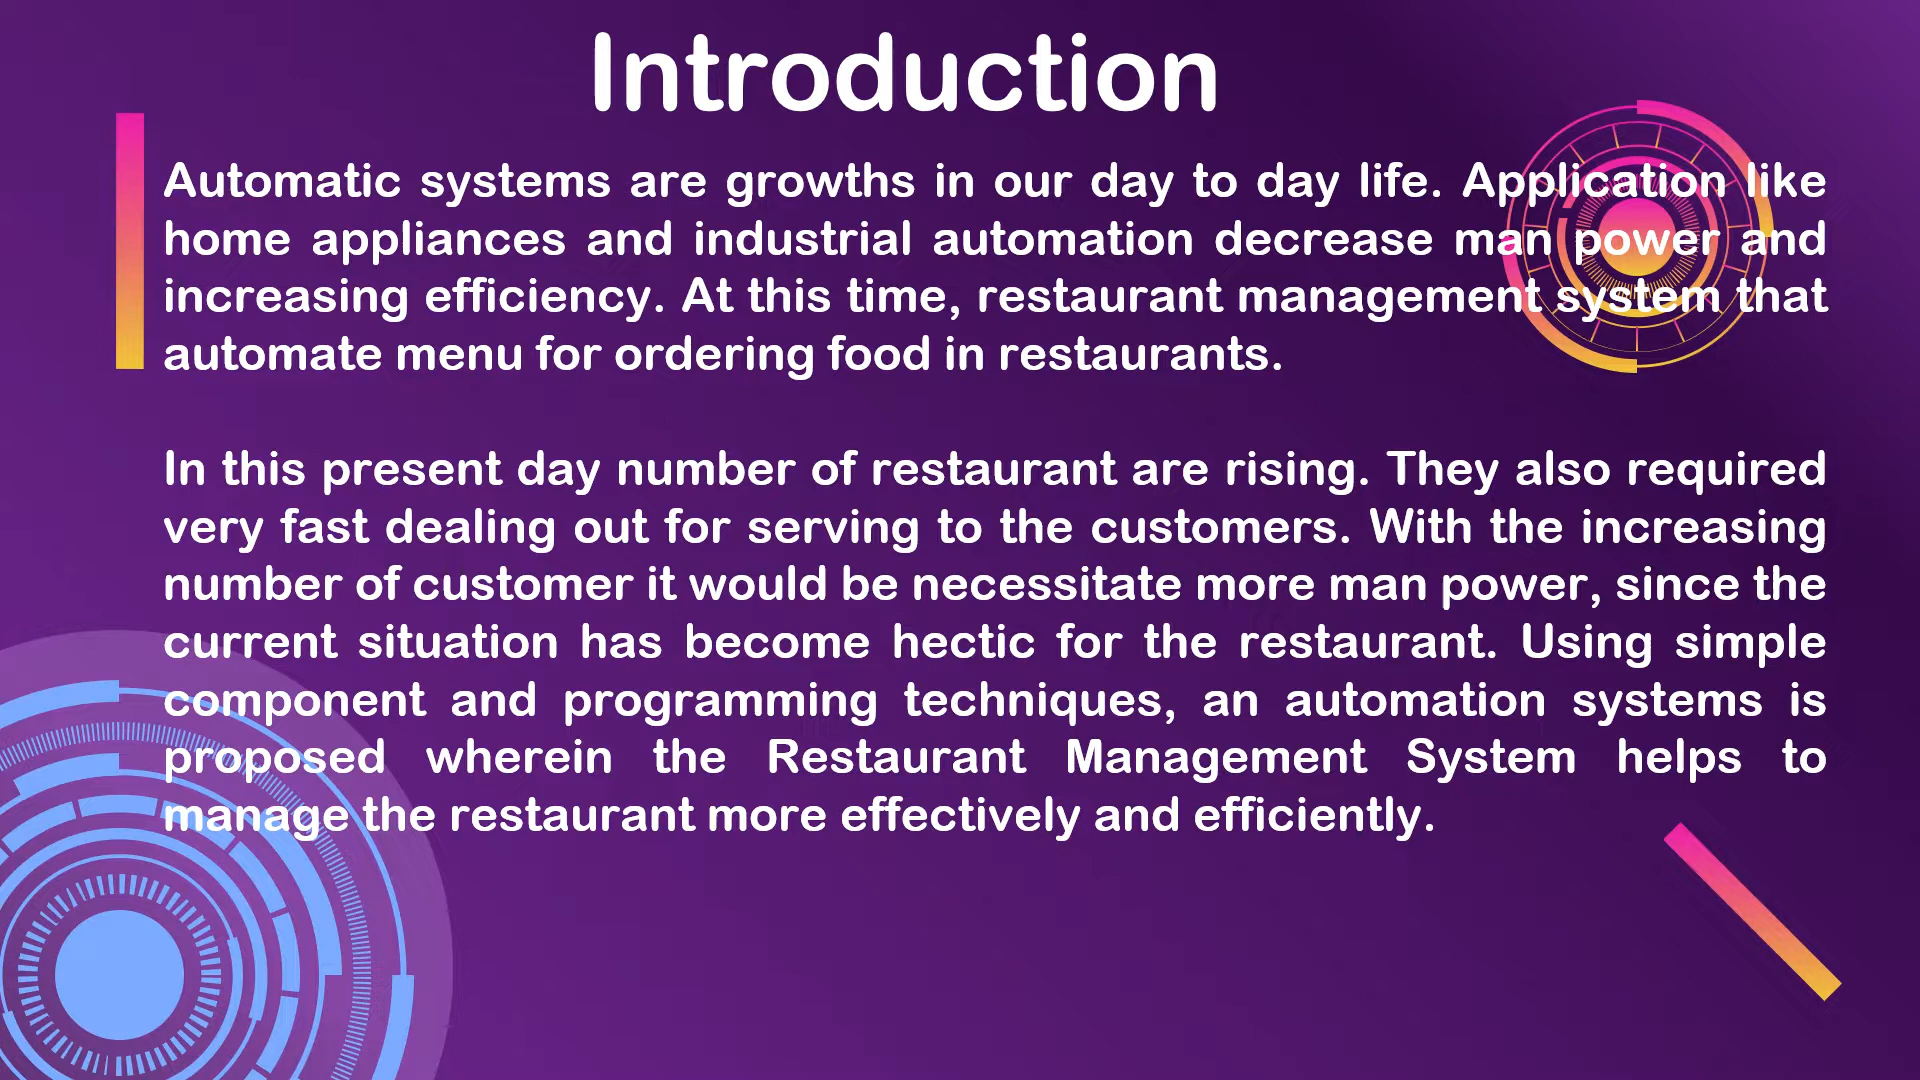 Introduction
Automatic systems are growths in our day to day life. Application like
home appliances and industrial automation decrease man power and
increasing efficiency. At this time, restaurant management system that
automate menu for ordering food in restaurants.
In this present day number of restaurant are rising. They also required
very fast dealing out for serving to the customers. With the increasing
number of customer it would be necessitate more man power, since the
current situation has become hectic for the restaurant. Using simple
component and programming techniques, an automation systems is
proposed wherein the Restaurant Management System helps to
manage the restaurant more effectively and efficiently.